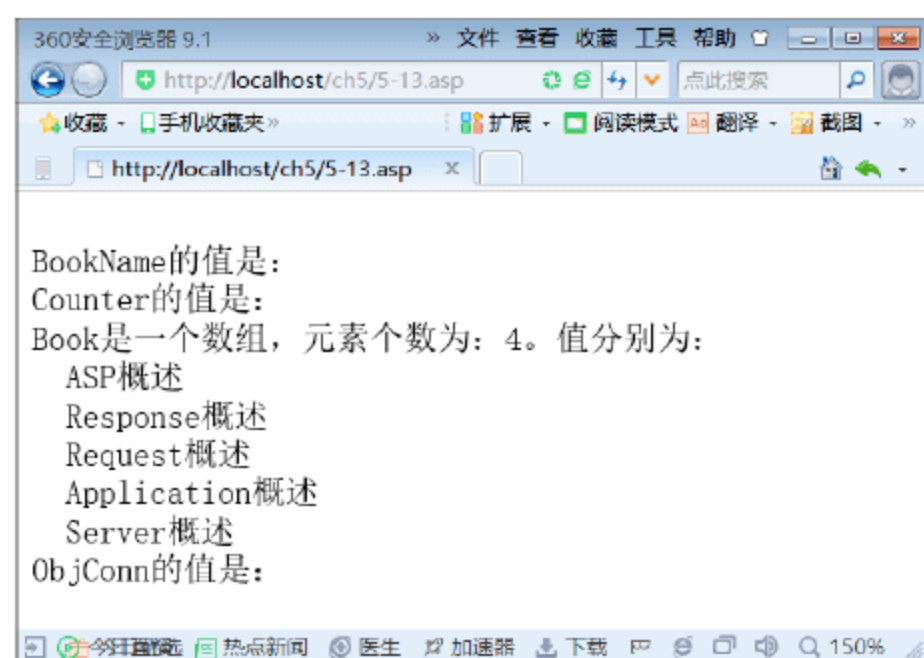 360安全浏览器 9.1 » 文件 查看 收藏 工具 帮助
http://localhost/ch5/5-13.asp 点此搜索
收藏 手机收藏夹» 扩展 阅读模式 翻译 截图 »
http://localhost/ch5/5-13.asp x
BookName的值是:
Counter的值是:
Book是一个数组，元素个数为: 4。值分别为:
ASP概述
Response概述
Request概述
Application概述
Server概述
ObjConn的值是:
热点新闻 医生 加速器 下载 150%